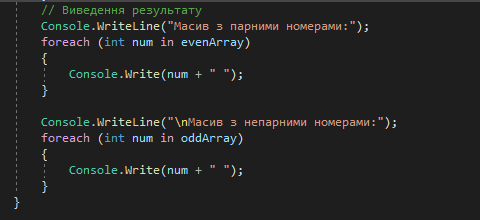 // Виведення результату
Console.WriteLine("Масив з парними номерами:");
foreach (int num in evenArray)
{
Console.Write(num + " ");
}
Console.WriteLine("\nМасив з непарними номерами:");
foreach (int num in oddArray)
{
Console.Write(num + " ");
}
}